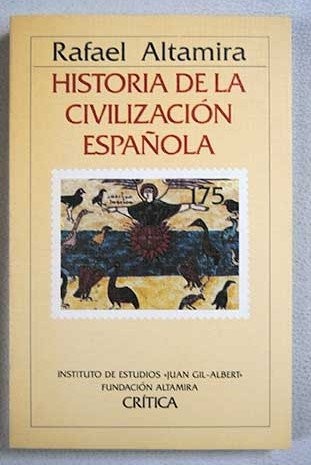 Rafael Altamira
HISTORIA DE LA
CIVILIZACIÓN
ESPAÑOLA
175
INSTITUTO DE ESTUDIOS «JUAN GIL-ALBERT»
FUNDACIÓN ALTAMIRA
CRÍTICA